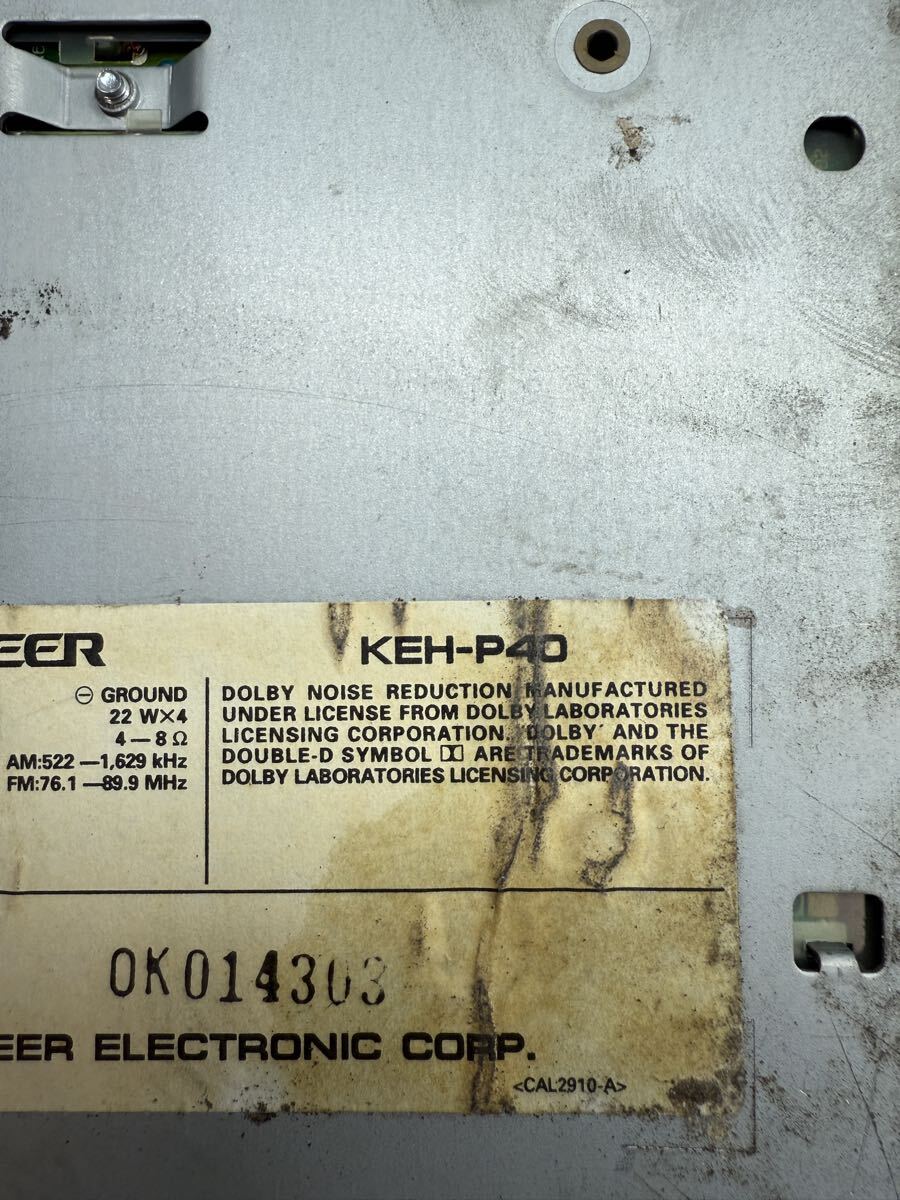 EER
KEH-P40
⊖ GROUND
22 W×4
4 — 8 Ω
AM:522 — 1,629 kHz
FM:76.1 — 89.9 MHz
DOLBY NOISE REDUCTION MANUFACTURED
UNDER LICENSE FROM DOLBY LABORATORIES
LICENSING CORPORATION. 'DOLBY' AND THE
DOUBLE-D SYMBOL ARE TRADEMARKS OF
DOLBY LABORATORIES LICENSING CORPORATION.
OK014303
EER ELECTRONIC CORP.
<CAL2910-A>